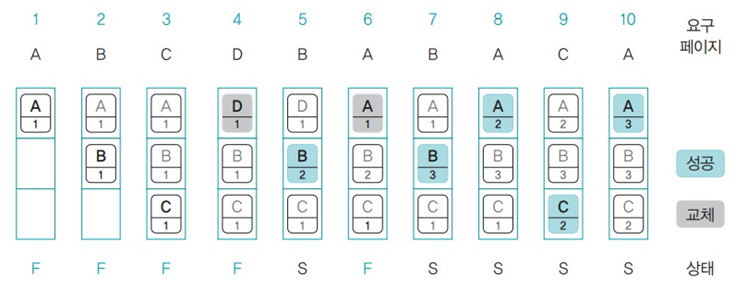 1 2 3 4 5 6 7 8 9 10 요구
페이지
A B C D B A B A C A
A A A D D A A A A A
1 1 1 1 1 1 1 2 2 3
B B B B B B B B B
1 1 1 2 2 3 3 3 3
성공
C C C C C C C C
1 1 1 1 1 1 2 2
교체
F F F F S F S S S S 상태